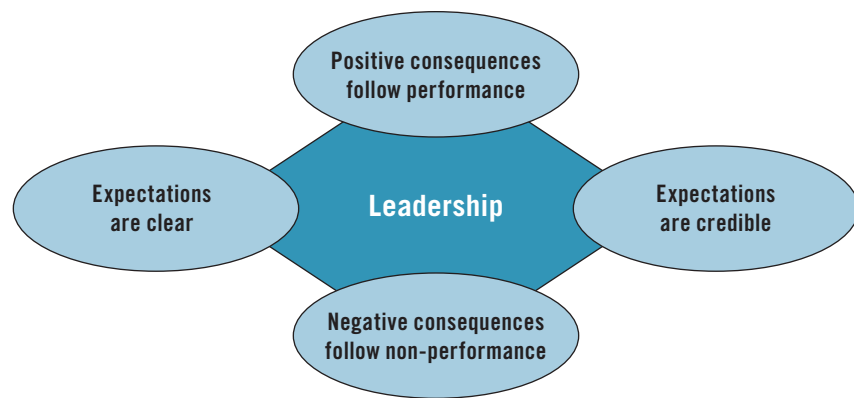 Positive consequences
follow performance
Expectations
are clear
Leadership
Expectations
are credible
Negative consequences
follow non-performance